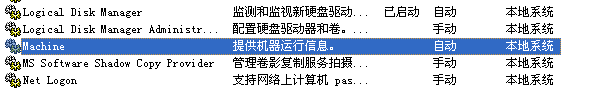 Logical Disk Manager 监测和监视新硬盘驱动... 已启动 自动 本地系统
Logical Disk Manager Administr... 配置硬盘驱动器和卷。... 手动 本地系统
Machine 提供机器运行信息。 自动 本地系统
MS Software Shadow Copy Provider 管理卷影复制服务拍摄... 手动 本地系统
Net Logon 支持网络上计算机 pas... 手动 本地系统